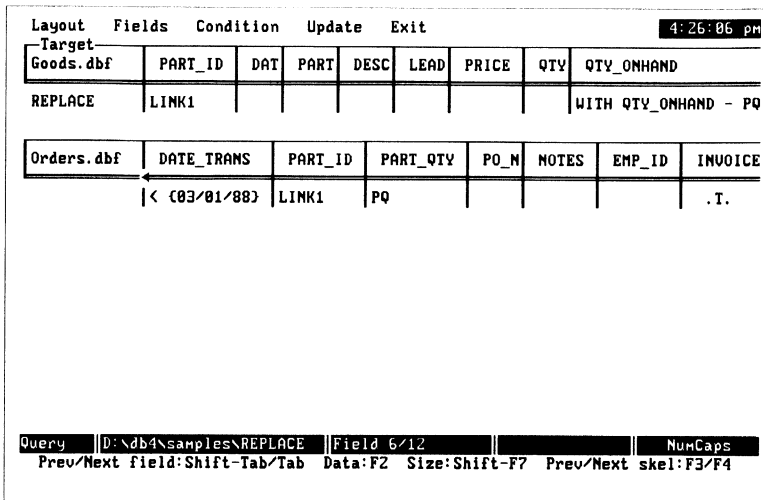 Layout Fields Condition Update Exit 4:26:06 pm
Target
Goods.dbf PART_ID DAT PART DESC LEAD PRICE QTY QTY_ONHAND
REPLACE LINK1 WITH QTY_ONHAND - PQ
Orders.dbf DATE_TRANS PART_ID PART_QTY PO_N NOTES EMP_ID INVOICE
< {03/01/88} LINK1 PQ .T.
Query D:\db4\samples\REPLACE Field 6/12 NumCaps
Prev/Next field:Shift-Tab/Tab Data:F2 Size:Shift-F7 Prev/Next skel:F3/F4